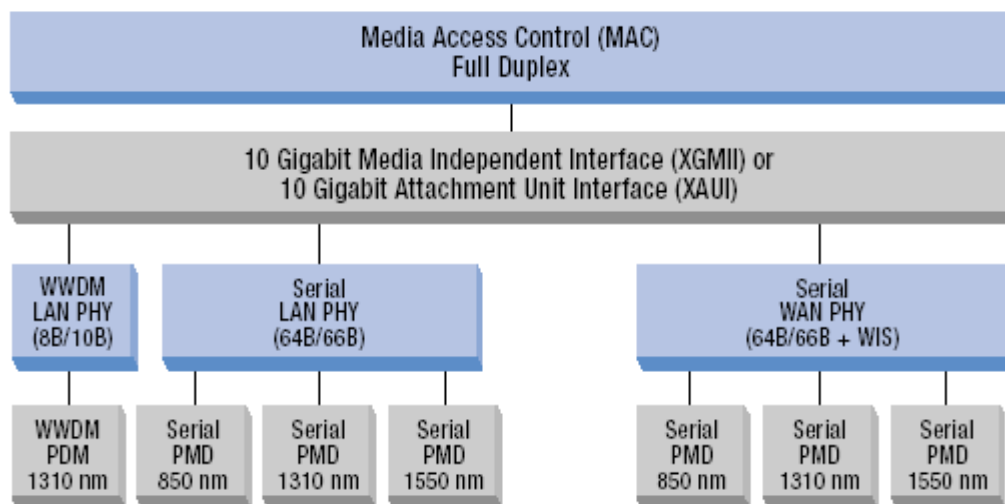 Media Access Control (MAC)
Full Duplex
10 Gigabit Media Independent Interface (XGMII) or
10 Gigabit Attachment Unit Interface (XAUI)
WWDM
LAN PHY
(8B/10B)
Serial
LAN PHY
(64B/66B)
Serial
WAN PHY
(64B/66B + WIS)
WWDM
PDM
1310 nm
Serial
PMD
850 nm
Serial
PMD
1310 nm
Serial
PMD
1550 nm
Serial
PMD
850 nm
Serial
PMD
1310 nm
Serial
PMD
1550 nm